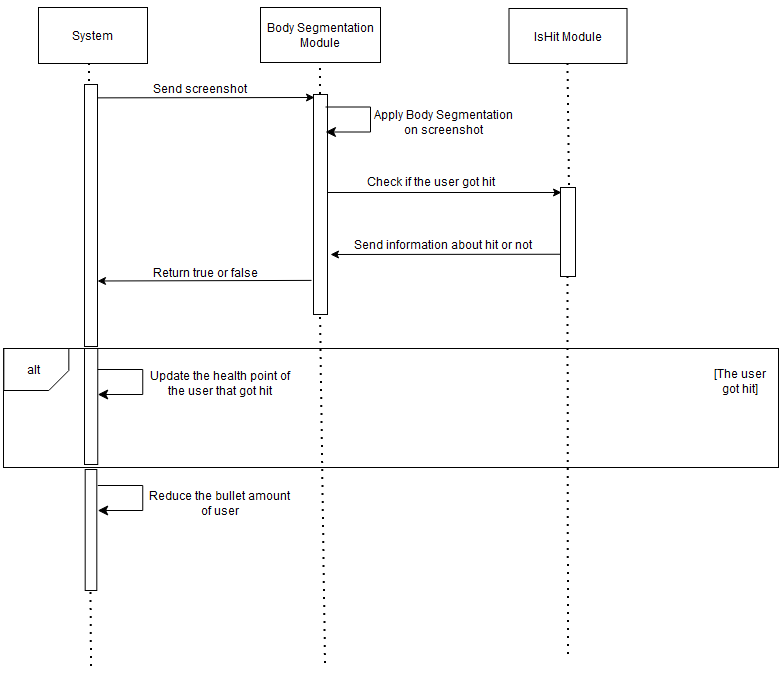 System
Body Segmentation
Module
IsHit Module
Send screenshot
Apply Body Segmentation
on screenshot
Check if the user got hit
Send information about hit or not
Return true or false
alt
Update the health point of
the user that got hit
[The user
got hit]
Reduce the bullet amount
of user